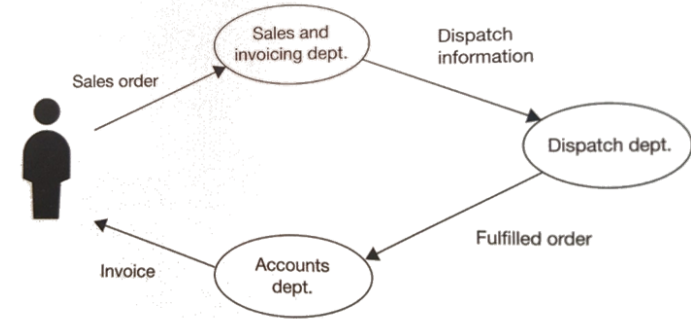 Sales and
invoicing dept.
Dispatch
information
Sales order
Dispatch dept.
Fulfilled order
Invoice
Accounts
dept.